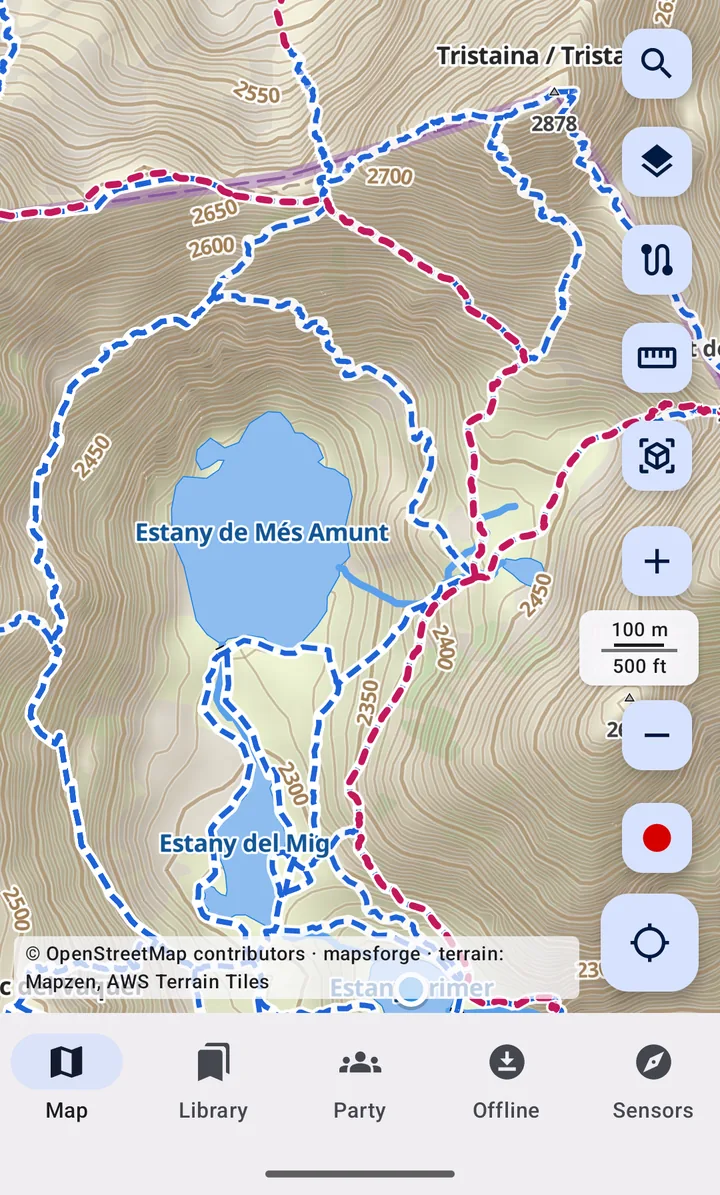 Tristaina / Trista
2550
2878
2700
2650
2600
2450
Estany de Més Amunt
2450
2400
100 m
500 ft
2350
2300
Estany del Mig
2500
© OpenStreetMap contributors · mapsforge · terrain:
Mapzen, AWS Terrain Tiles
Map
Library
Party
Offline
Sensors